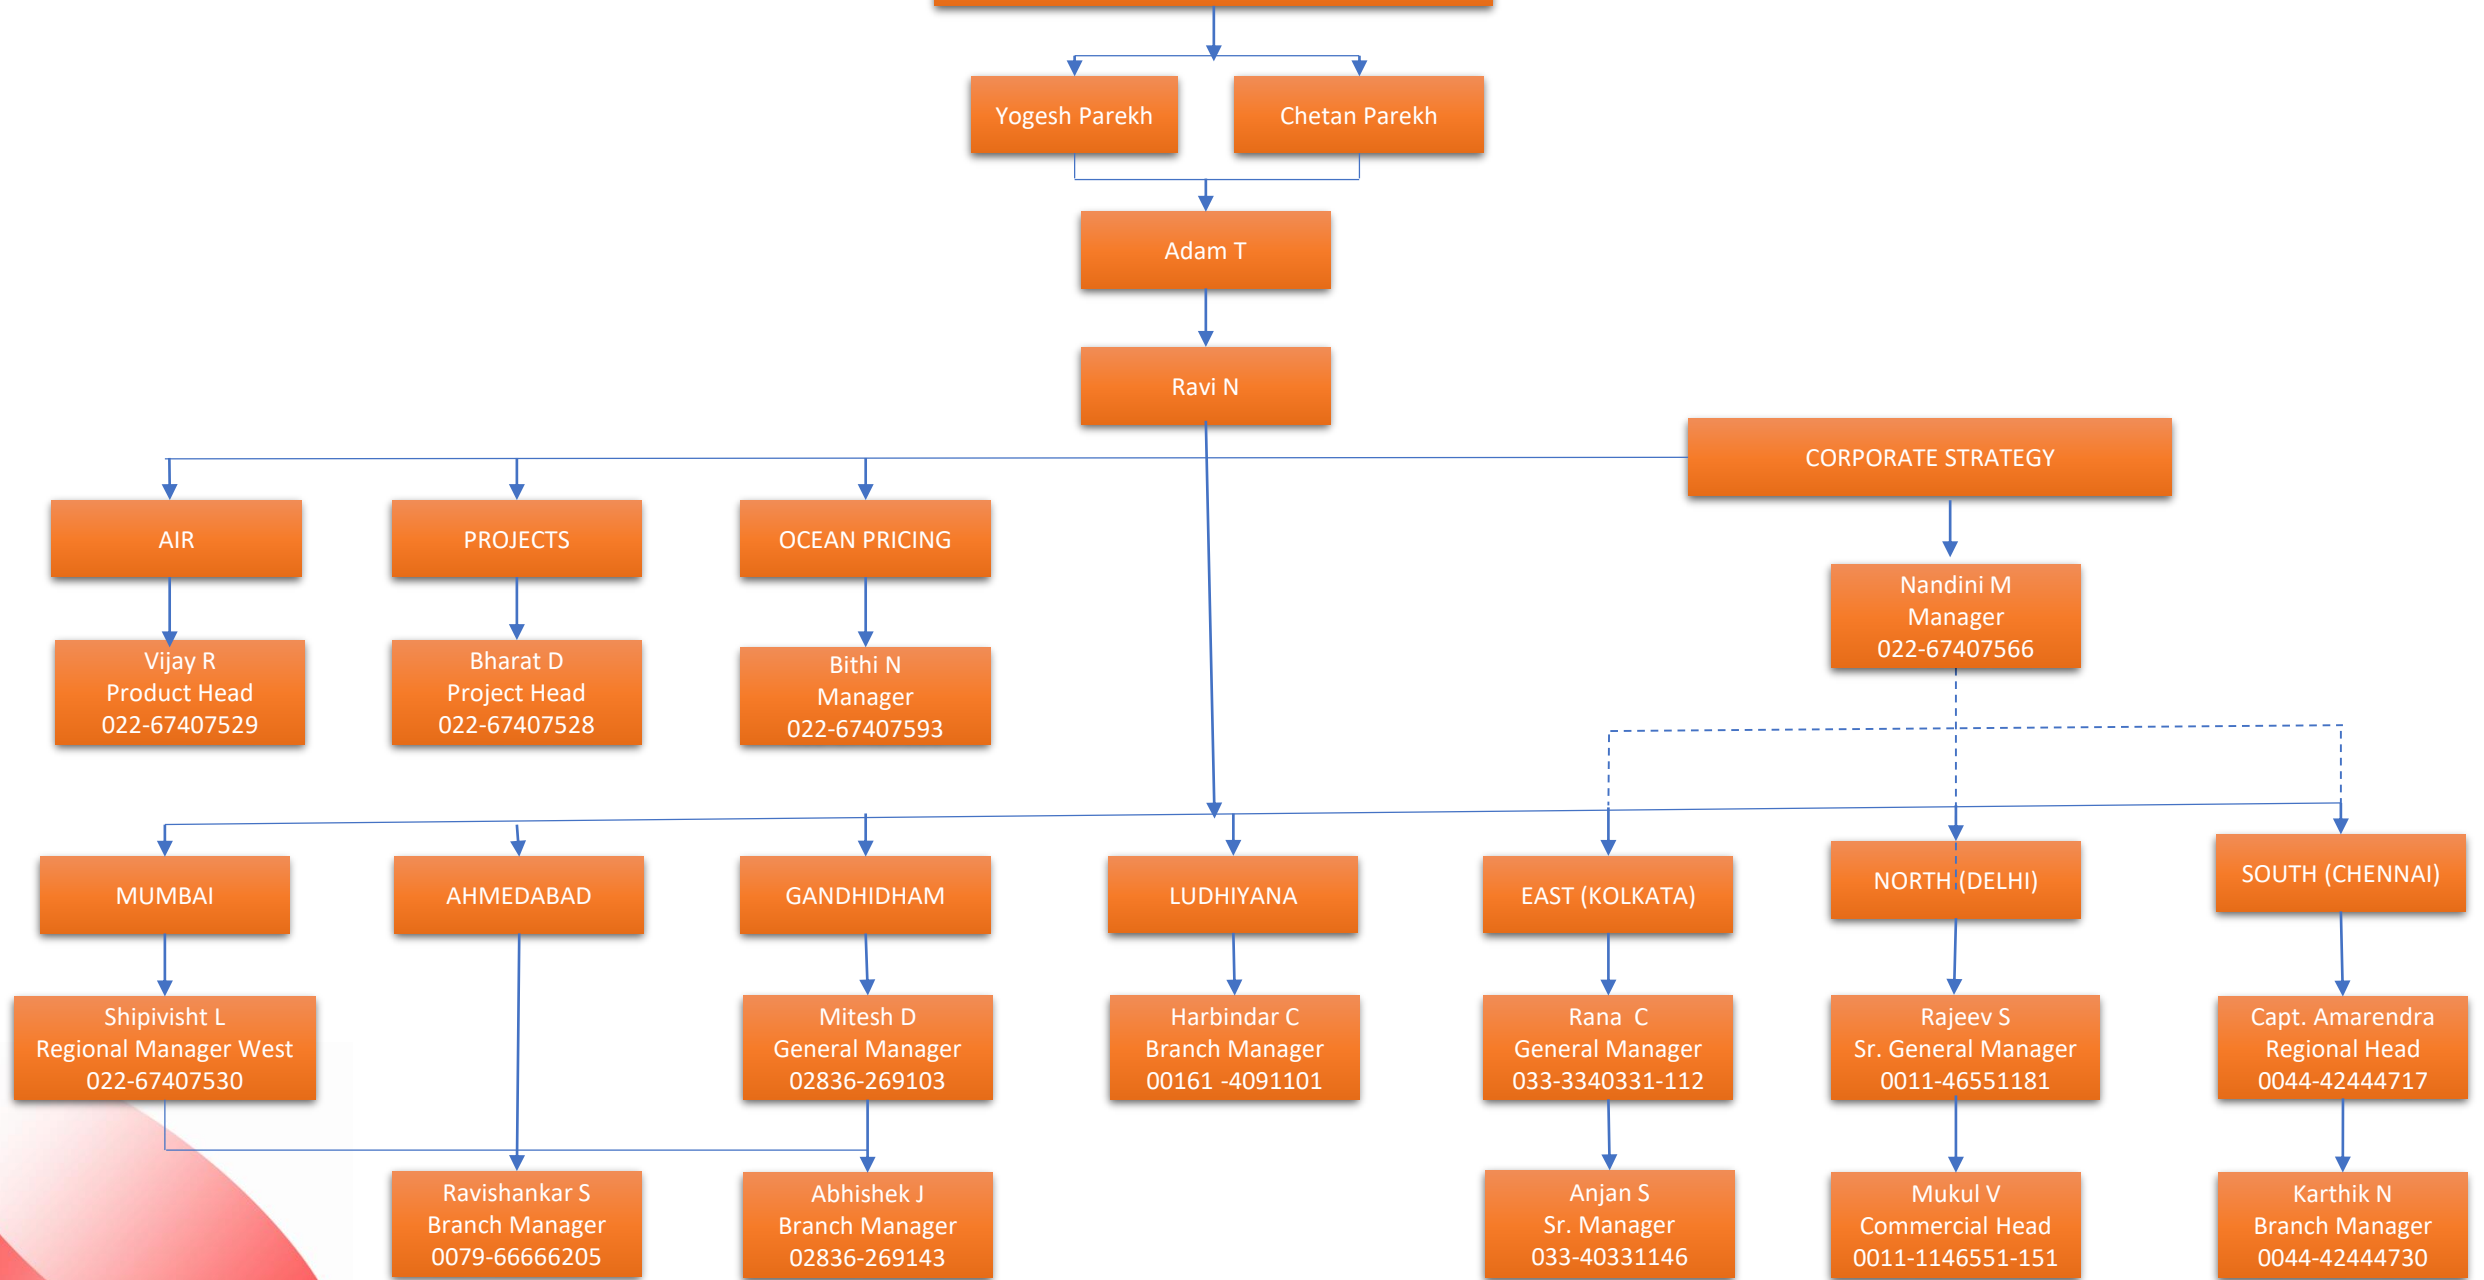 Yogesh Parekh
Chetan Parekh
Adam T
Ravi N
CORPORATE STRATEGY
AIR
PROJECTS
OCEAN PRICING
Nandini M
Manager
022-67407566
Vijay R
Product Head
022-67407529
Bharat D
Project Head
022-67407528
Bithi N
Manager
022-67407593
MUMBAI
AHMEDABAD
GANDHIDHAM
LUDHIYANA
EAST (KOLKATA)
NORTH (DELHI)
SOUTH (CHENNAI)
Shipivisht L
Regional Manager West
022-67407530
Mitesh D
General Manager
02836-269103
Harbindar C
Branch Manager
00161 -4091101
Rana  C
General Manager
033-3340331-112
Rajeev S
Sr. General Manager
0011-46551181
Capt. Amarendra
Regional Head
0044-42444717
Ravishankar S
Branch Manager
0079-66666205
Abhishek J
Branch Manager
02836-269143
Anjan S
Sr. Manager
033-40331146
Mukul V
Commercial Head
0011-1146551-151
Karthik N
Branch Manager
0044-42444730